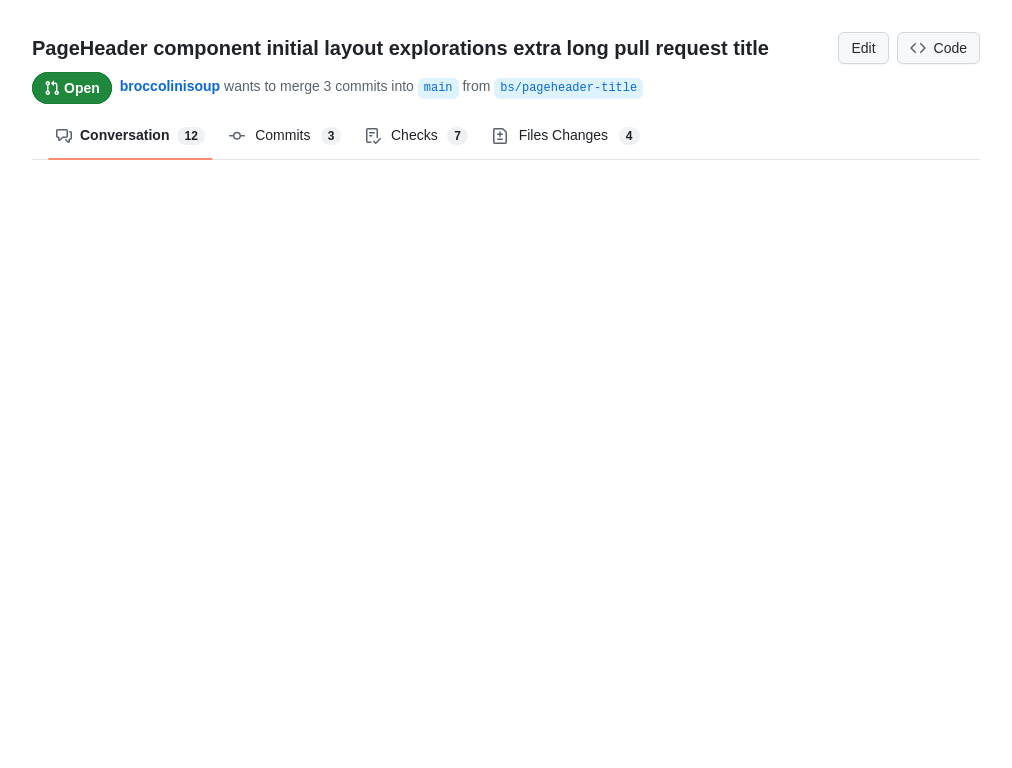 PageHeader component initial layout explorations extra long pull request title
Edit
Code
Open
broccolinisoup wants to merge 3 commits into main from bs/pageheader-title
Conversation 12
Commits 3
Checks 7
Files Changes 4